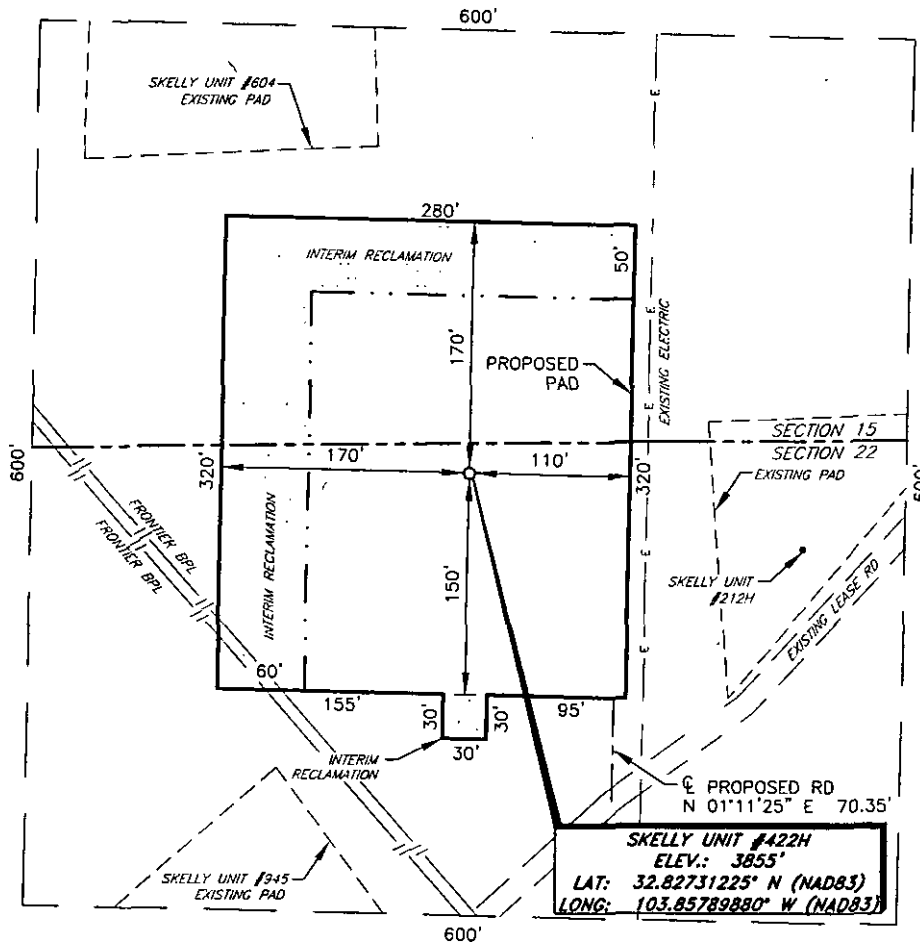 600'
SKELLY UNIT #604
EXISTING PAD
280'
INTERIM RECLAMATION
50'
E
EXISTING ELECTRIC
170'
PROPOSED
PAD
E
E
SECTION 15
SECTION 22
600'
320'
170'
110'
320'
EXISTING PAD
600'
FRONTIER BPL
FRONTIER BPL
INTERIM RECLAMATION
150'
E
SKELLY UNIT
#212H
EXISTING LEASE RD
E
60'
155'
30'
30'
95'
30'
INTERIM
RECLAMATION
℄ PROPOSED RD
N 01°11'25" E 70.35'
SKELLY UNIT #945
EXISTING PAD
SKELLY UNIT #422H
ELEV.: 3855'
LAT: 32.82731225° N (NAD83)
LONG: 103.85789880° W (NAD83)
600'